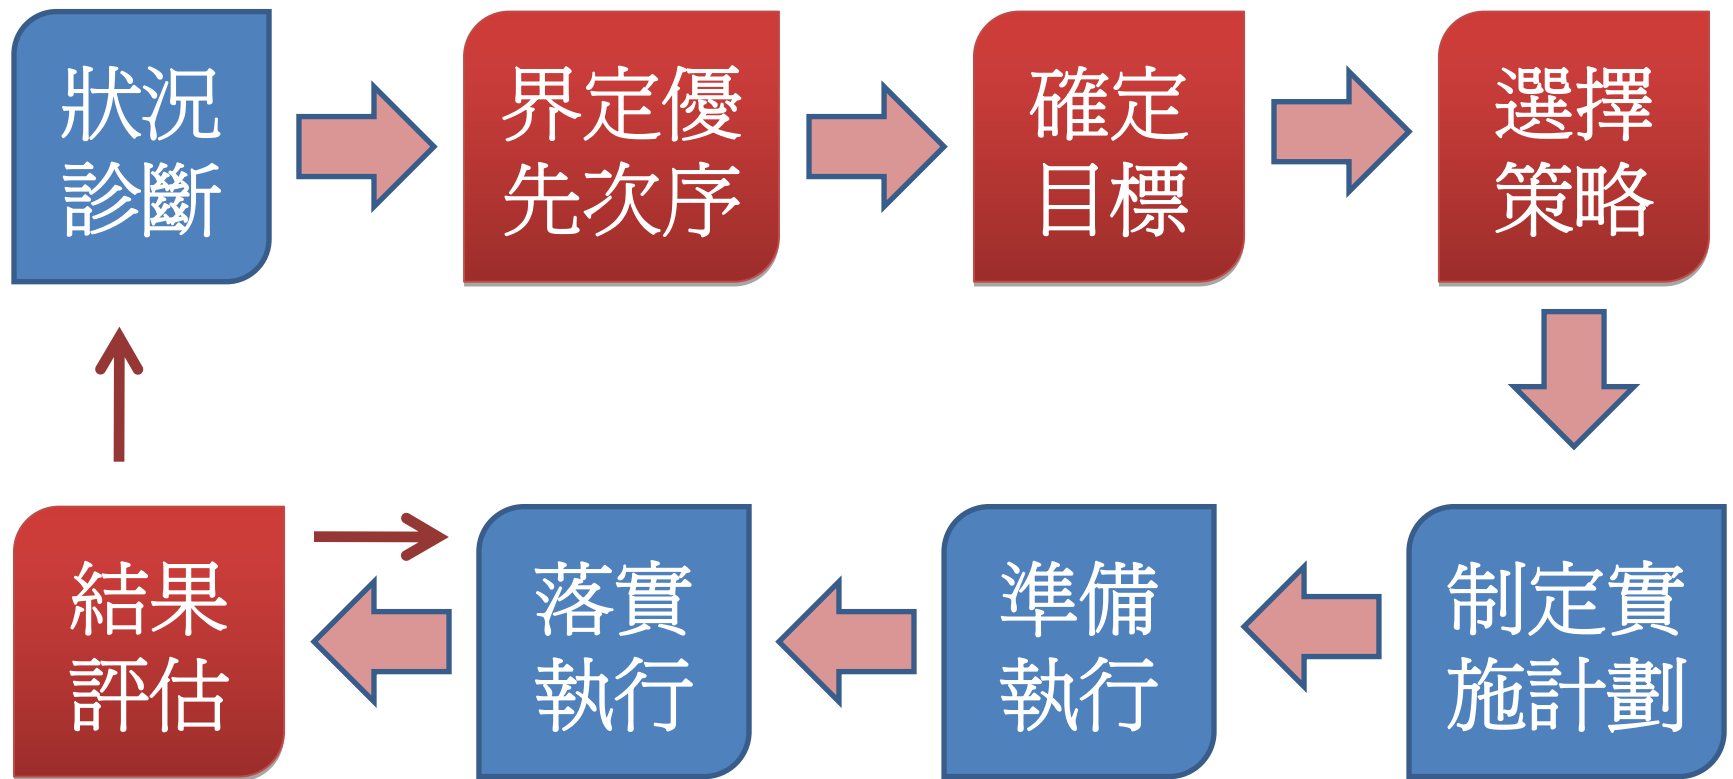 狀況
診斷
界定優
先次序
確定
目標
選擇
策略
制定實
施計劃
準備
執行
落實
執行
結果
評估